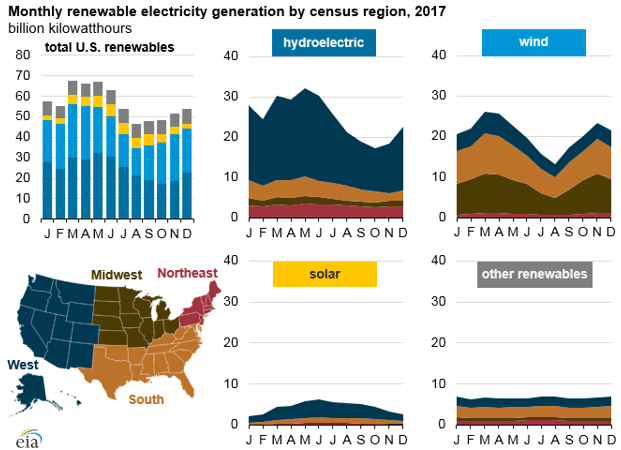 Monthly renewable electricity generation by census region, 2017
billion kilowatthours
total U.S. renewables
80
70
60
50
40
30
20
10
0
J F M A M J J A S O N D
hydroelectric
40
30
20
10
0
J F M A M J J A S O N D
wind
40
30
20
10
0
J F M A M J J A S O N D
Midwest
Northeast
West
South
solar
40
30
20
10
0
J F M A M J J A S O N D
other renewables
40
30
20
10
0
J F M A M J J A S O N D
eia